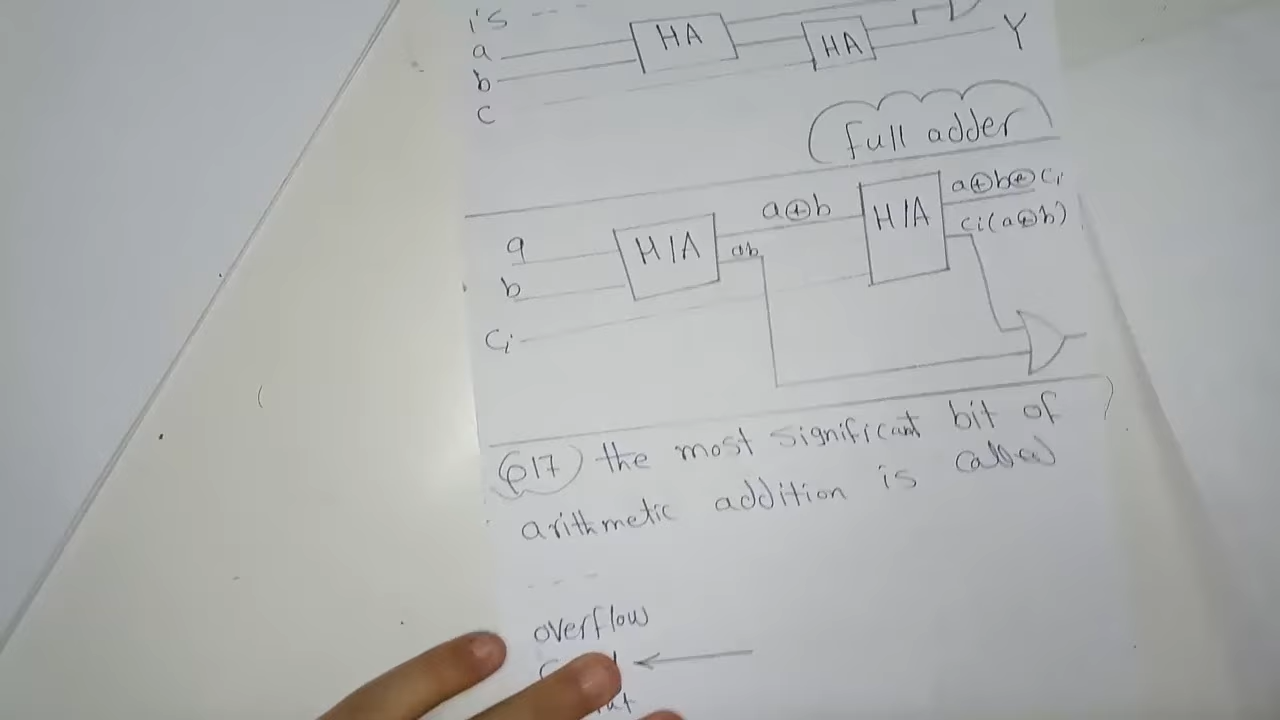 i's ---
a
HA
b
HA
Y
c
full adder
a
b
Ci
H/A
a⊕b
ab
H/A
a⊕b⊕Ci
Ci(a⊕b)
Q17) the most significant bit of
arithmetic addition is called
---
overflow